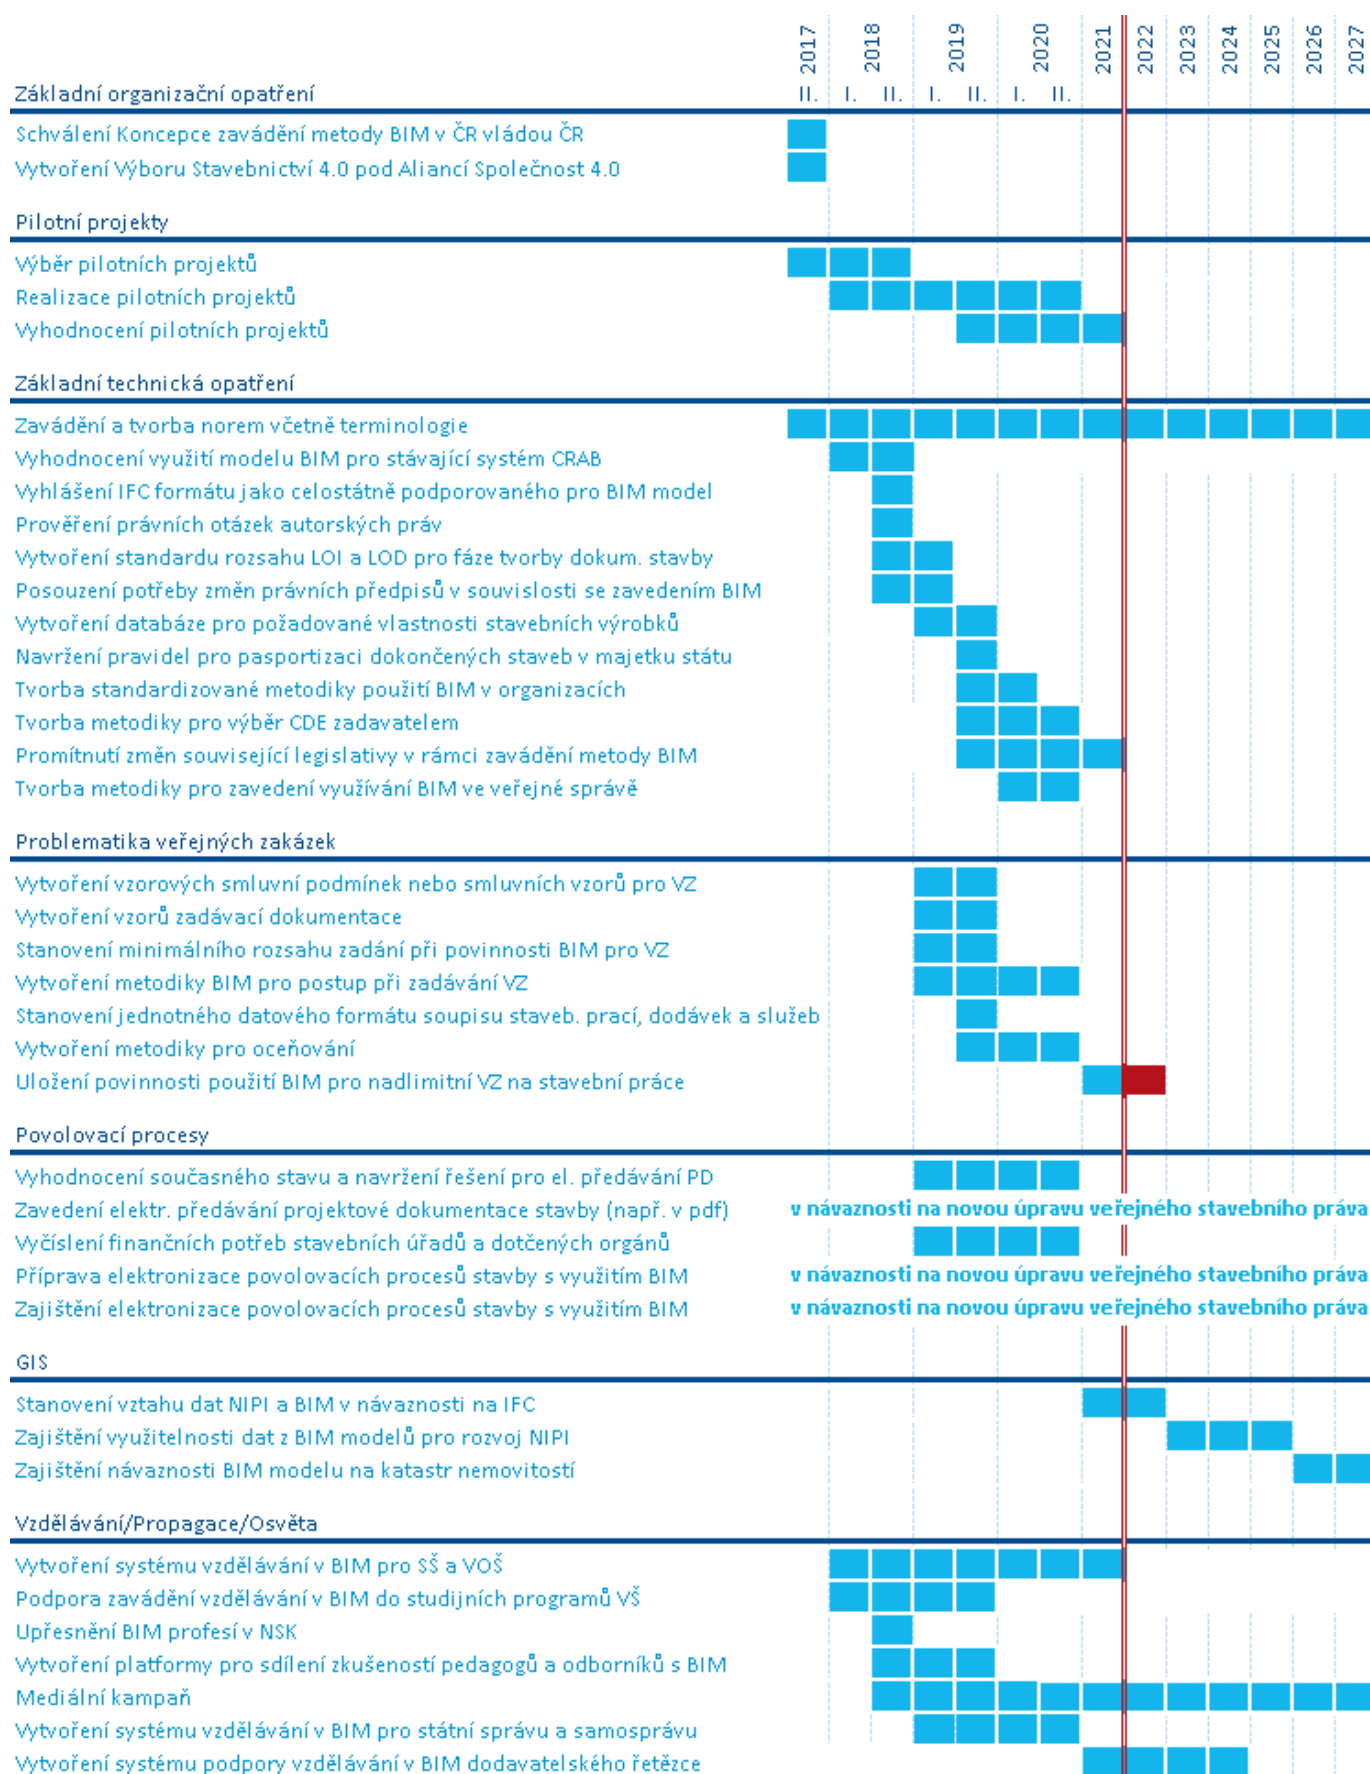 2017 2018 2019 2020 2021 2022 2023 2024 2025 2026 2027
Základní organizační opatření II. I. II. I. II. I. II.
Schválení Koncepce zavádění metody BIM v ČR vládou ČR
Vytvoření Výboru Stavebnictví 4.0 pod Aliancí Společnost 4.0
Pilotní projekty
Výběr pilotních projektů
Realizace pilotních projektů
Vyhodnocení pilotních projektů
Základní technická opatření
Zavádění a tvorba norem včetně terminologie
Vyhodnocení využití modelu BIM pro stávající systém CRAB
Vyhlášení IFC formátu jako celostátně podporovaného pro BIM model
Prověření právních otázek autorských práv
Vytvoření standardu rozsahu LOI a LOD pro fáze tvorby dokum. stavby
Posouzení potřeby změn právních předpisů v souvislosti se zavedením BIM
Vytvoření databáze pro požadované vlastnosti stavebních výrobků
Navržení pravidel pro pasportizaci dokončených staveb v majetku státu
Tvorba standardizované metodiky použití BIM v organizacích
Tvorba metodiky pro výběr CDE zadavatelem
Promítnutí změn související legislativy v rámci zavádění metody BIM
Tvorba metodiky pro zavedení využívání BIM ve veřejné správě
Problematika veřejných zakázek
Vytvoření vzorových smluvní podmínek nebo smluvních vzorů pro VZ
Vytvoření vzorů zadávací dokumentace
Stanovení minimálního rozsahu zadání při povinnosti BIM pro VZ
Vytvoření metodiky BIM pro postup při zadávání VZ
Stanovení jednotného datového formátu soupisu staveb. prací, dodávek a služeb
Vytvoření metodiky pro oceňování
Uložení povinnosti použití BIM pro nadlimitní VZ na stavební práce
Povolovací procesy
Vyhodnocení současného stavu a navržení řešení pro el. předávání PD
Zavedení elektr. předávání projektové dokumentace stavby (např. v pdf) v návaznosti na novou úpravu veřejného stavebního práva
Vyčíslení finančních potřeb stavebních úřadů a dotčených orgánů
Příprava elektronizace povolovacích procesů stavby s využitím BIM v návaznosti na novou úpravu veřejného stavebního práva
Zajištění elektronizace povolovacích procesů stavby s využitím BIM v návaznosti na novou úpravu veřejného stavebního práva
GIS
Stanovení vztahu dat NIPI a BIM v návaznosti na IFC
Zajištění využitelnosti dat z BIM modelů pro rozvoj NIPI
Zajištění návaznosti BIM modelu na katastr nemovitostí
Vzdělávání/Propagace/Osvěta
Vytvoření systému vzdělávání v BIM pro SŠ a VOŠ
Podpora zavádění vzdělávání v BIM do studijních programů VŠ
Upřesnění BIM profesí v NSK
Vytvoření platformy pro sdílení zkušeností pedagogů a odborníků s BIM
Mediální kampaň
Vytvoření systému vzdělávání v BIM pro státní správu a samosprávu
Vytvoření systému podpory vzdělávání v BIM dodavatelského řetězce